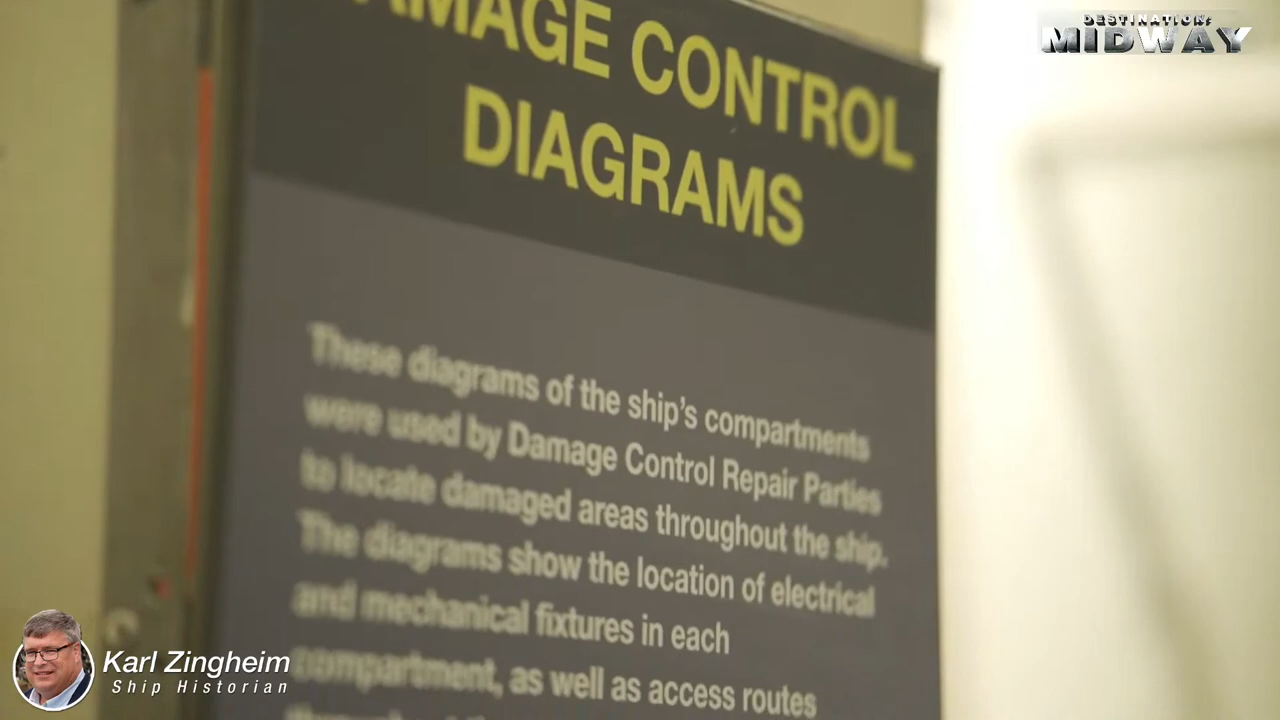 DESTINATION:
MIDWAY
AMAGE CONTROL
DIAGRAMS
These diagrams of the ship's compartments
were used by Damage Control Repair Parties
to locate damaged areas throughout the ship.
The diagrams show the location of electrical
and mechanical fixtures in each
compartment, as well as access routes
Karl Zingheim
Ship Historian